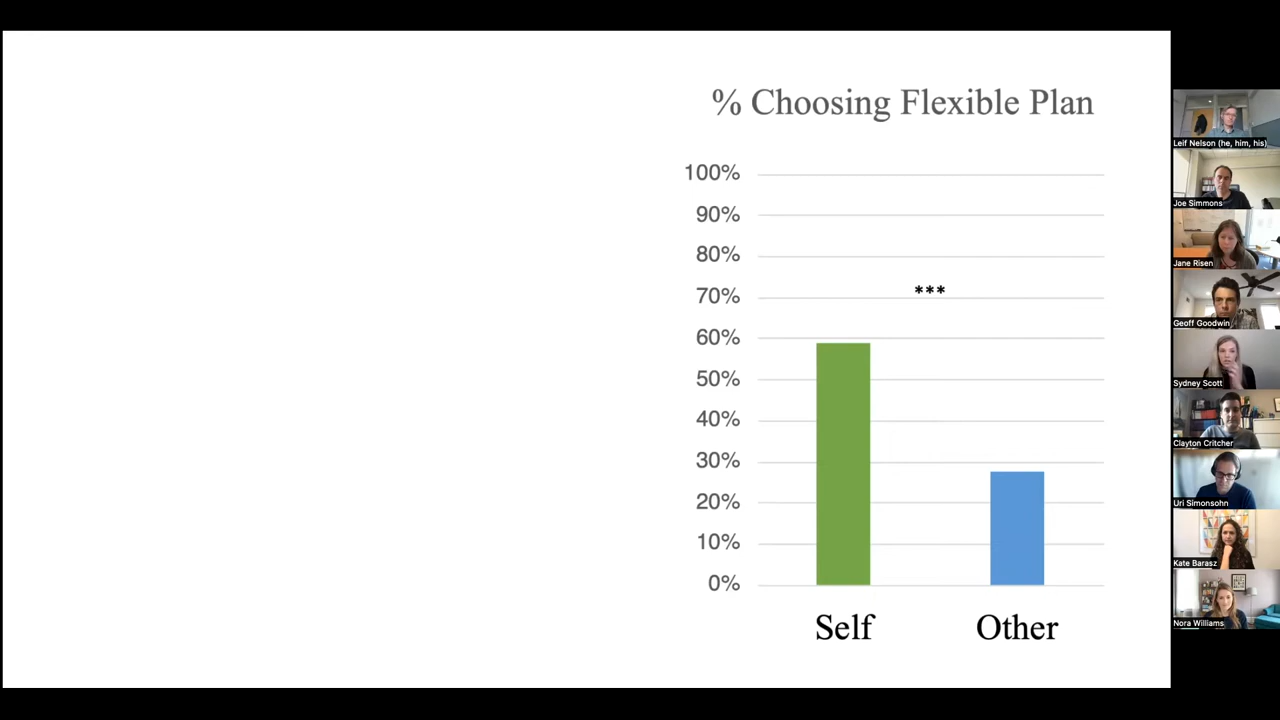 % Choosing Flexible Plan
100%
90%
80%
70%
60%
50%
40%
30%
20%
10%
0%
***
Self
Other
Leif Nelson (he, him, his)
Joe Simmons
Jane Risen
Geoff Goodwin
Sydney Scott
Clayton Critcher
Uri Simonsohn
Kate Barasz
Nora Williams